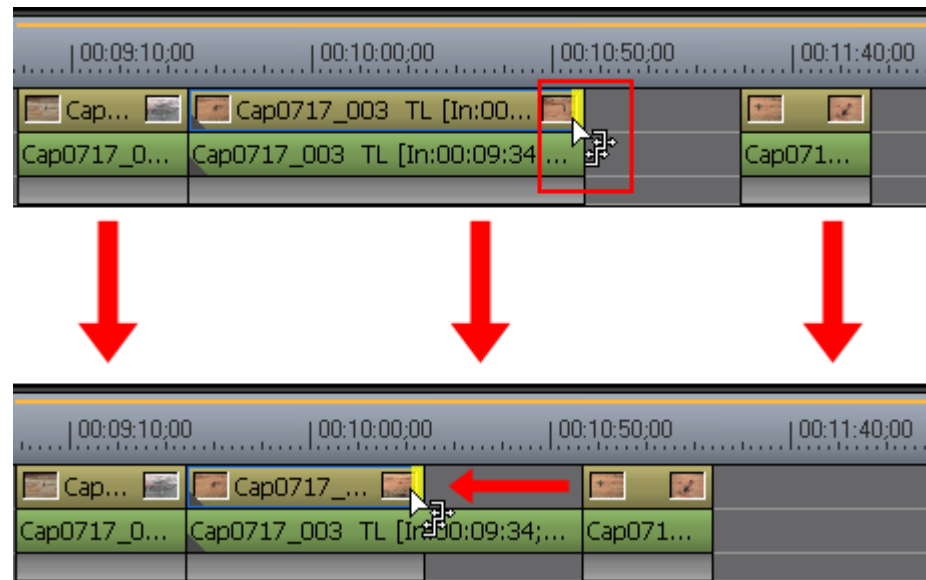 00:09:10;00 00:10:00;00 00:10:50;00 00:11:40;00
Cap... Cap0717_003 TL [In:00...
Cap0717_0... Cap0717_003 TL [In:00:09:34 ... Cap071...
00:09:10;00 00:10:00;00 00:10:50;00 00:11:40;00
Cap... Cap0717_...
Cap0717_0... Cap0717_003 TL [In:00:09:34;... Cap071...